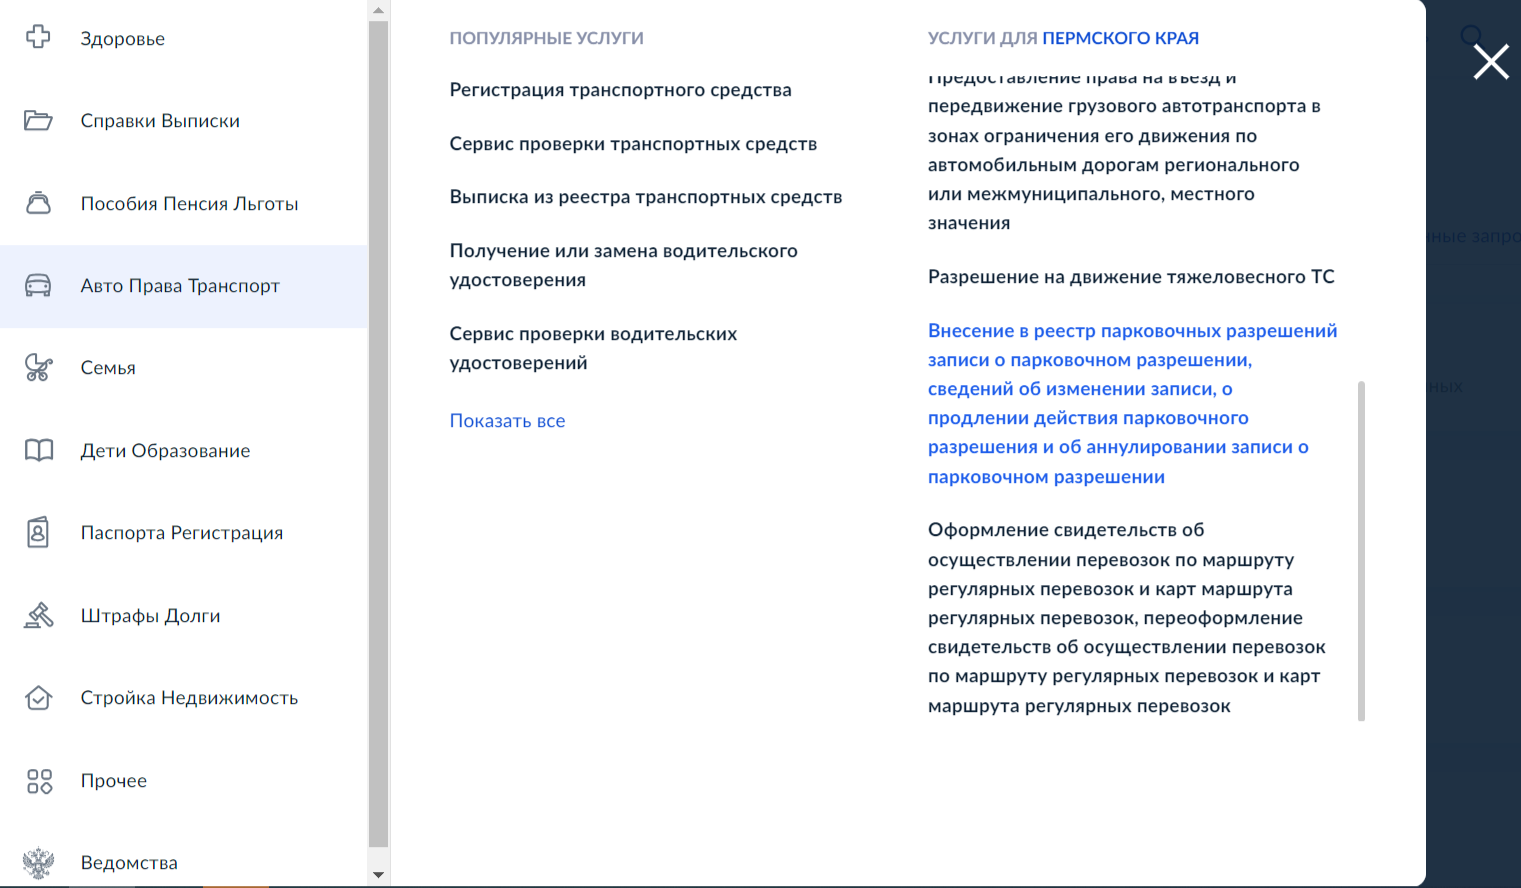 Здоровье
Справки Выписки
Пособия Пенсия Льготы
Авто Права Транспорт
Семья
Дети Образование
Паспорта Регистрация
Штрафы Долги
Стройка Недвижимость
Прочее
Ведомства
ПОПУЛЯРНЫЕ УСЛУГИ
Регистрация транспортного средства
Сервис проверки транспортных средств
Выписка из реестра транспортных средств
Получение или замена водительского
удостоверения
Сервис проверки водительских
удостоверений
Показать все
УСЛУГИ ДЛЯ ПЕРМСКОГО КРАЯ
Предоставление права на въезд и
передвижение грузового автотранспорта в
зонах ограничения его движения по
автомобильным дорогам регионального
или межмуниципального, местного
значения
Разрешение на движение тяжеловесного ТС
Внесение в реестр парковочных разрешений
записи о парковочном разрешении,
сведений об изменении записи, о
продлении действия парковочного
разрешения и об аннулировании записи о
парковочном разрешении
Оформление свидетельств об
осуществлении перевозок по маршруту
регулярных перевозок и карт маршрута
регулярных перевозок, переоформление
свидетельств об осуществлении перевозок
по маршруту регулярных перевозок и карт
маршрута регулярных перевозок